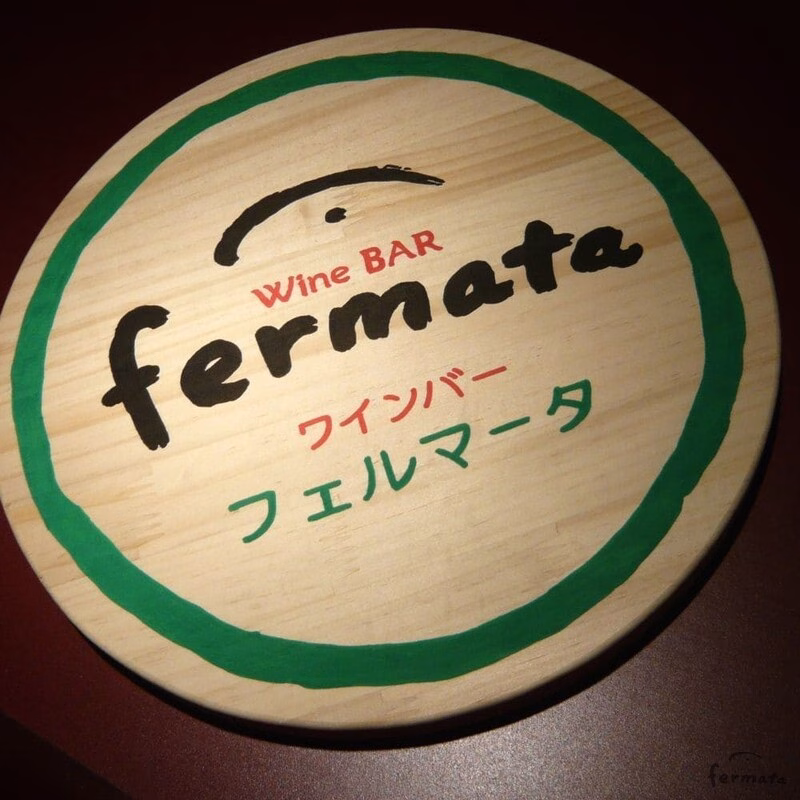 Wine BAR
fermata
ワインバー
フェルマータ
fermata